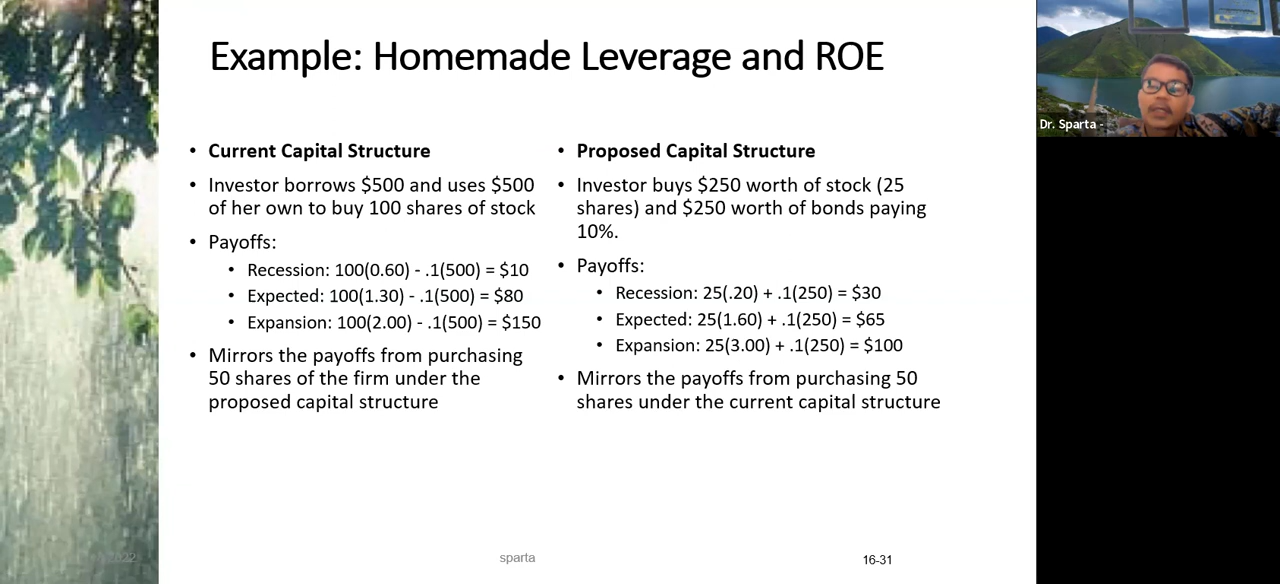 Example: Homemade Leverage and ROE
Dr. Sparta -
• Current Capital Structure
• Investor borrows $500 and uses $500
of her own to buy 100 shares of stock
• Payoffs:
• Recession: 100(0.60) - .1(500) = $10
• Expected: 100(1.30) - .1(500) = $80
• Expansion: 100(2.00) - .1(500) = $150
• Mirrors the payoffs from purchasing
50 shares of the firm under the
proposed capital structure
• Proposed Capital Structure
• Investor buys $250 worth of stock (25
shares) and $250 worth of bonds paying
10%.
• Payoffs:
• Recession: 25(.20) + .1(250) = $30
• Expected: 25(1.60) + .1(250) = $65
• Expansion: 25(3.00) + .1(250) = $100
• Mirrors the payoffs from purchasing 50
shares under the current capital structure
sparta
16-31